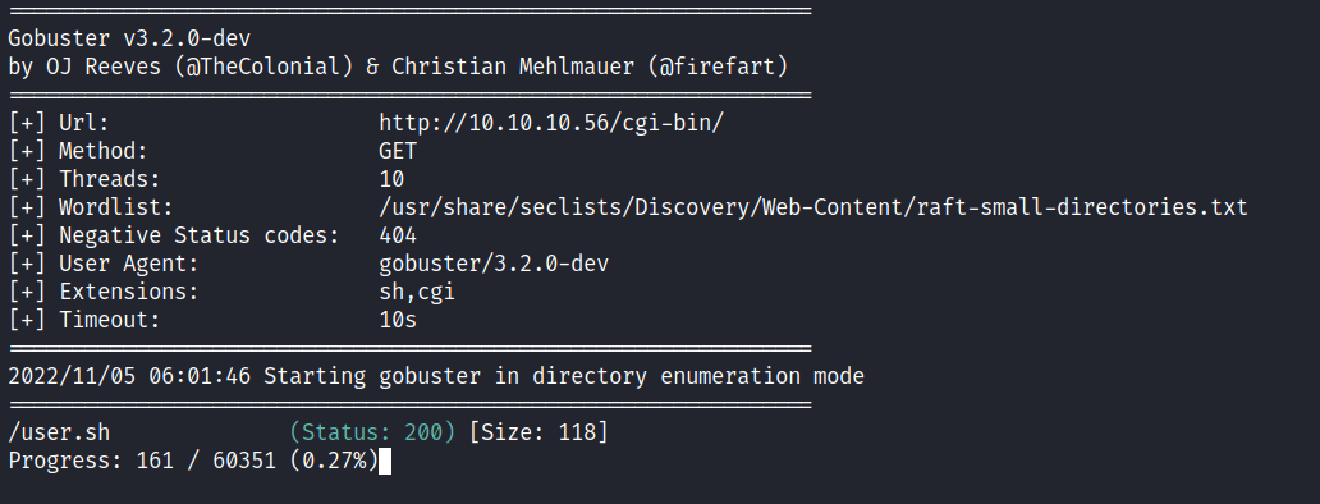 ===============================================================
Gobuster v3.2.0-dev
by OJ Reeves (@TheColonial) & Christian Mehlmauer (@firefart)
===============================================================
[+] Url:                     http://10.10.10.56/cgi-bin/
[+] Method:                  GET
[+] Threads:                 10
[+] Wordlist:                /usr/share/seclists/Discovery/Web-Content/raft-small-directories.txt
[+] Negative Status codes:   404
[+] User Agent:              gobuster/3.2.0-dev
[+] Extensions:              sh,cgi
[+] Timeout:                 10s
===============================================================
2022/11/05 06:01:46 Starting gobuster in directory enumeration mode
===============================================================
/user.sh              (Status: 200) [Size: 118]
Progress: 161 / 60351 (0.27%)